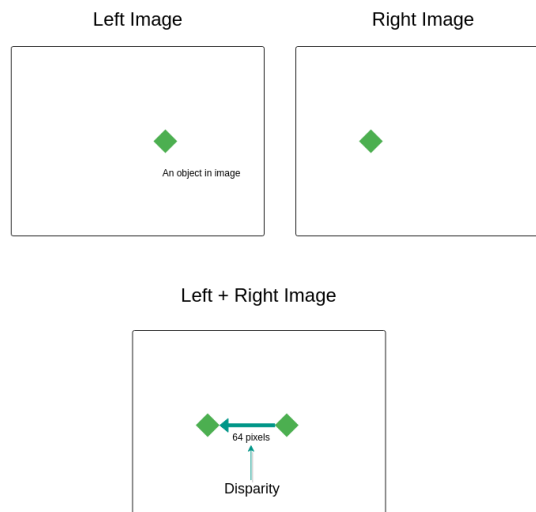 Left Image
Right Image
An object in image
Left + Right Image
64 pixels
Disparity